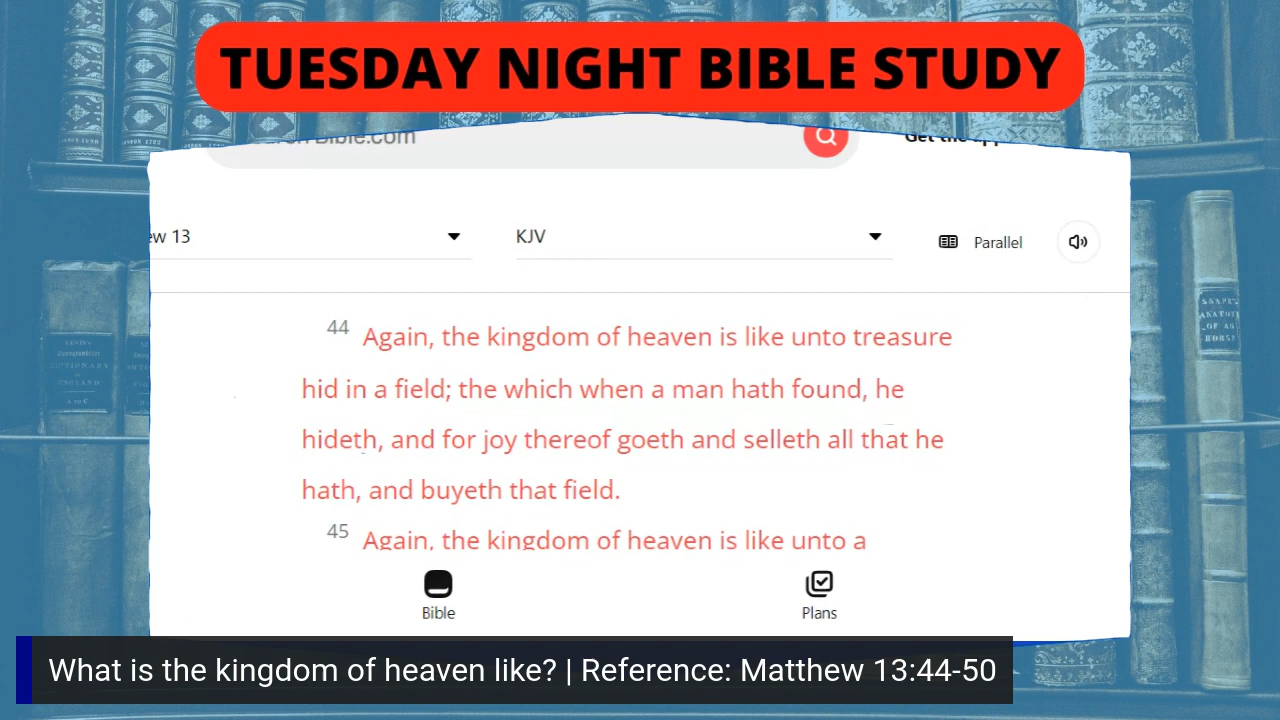 TUESDAY NIGHT BIBLE STUDY
Bible.com
Get the app
ew 13
KJV
Parallel
44 Again, the kingdom of heaven is like unto treasure
hid in a field; the which when a man hath found, he
hideth, and for joy thereof goeth and selleth all that he
hath, and buyeth that field.
45 Again, the kingdom of heaven is like unto a
Bible
Plans
What is the kingdom of heaven like? | Reference: Matthew 13:44-50